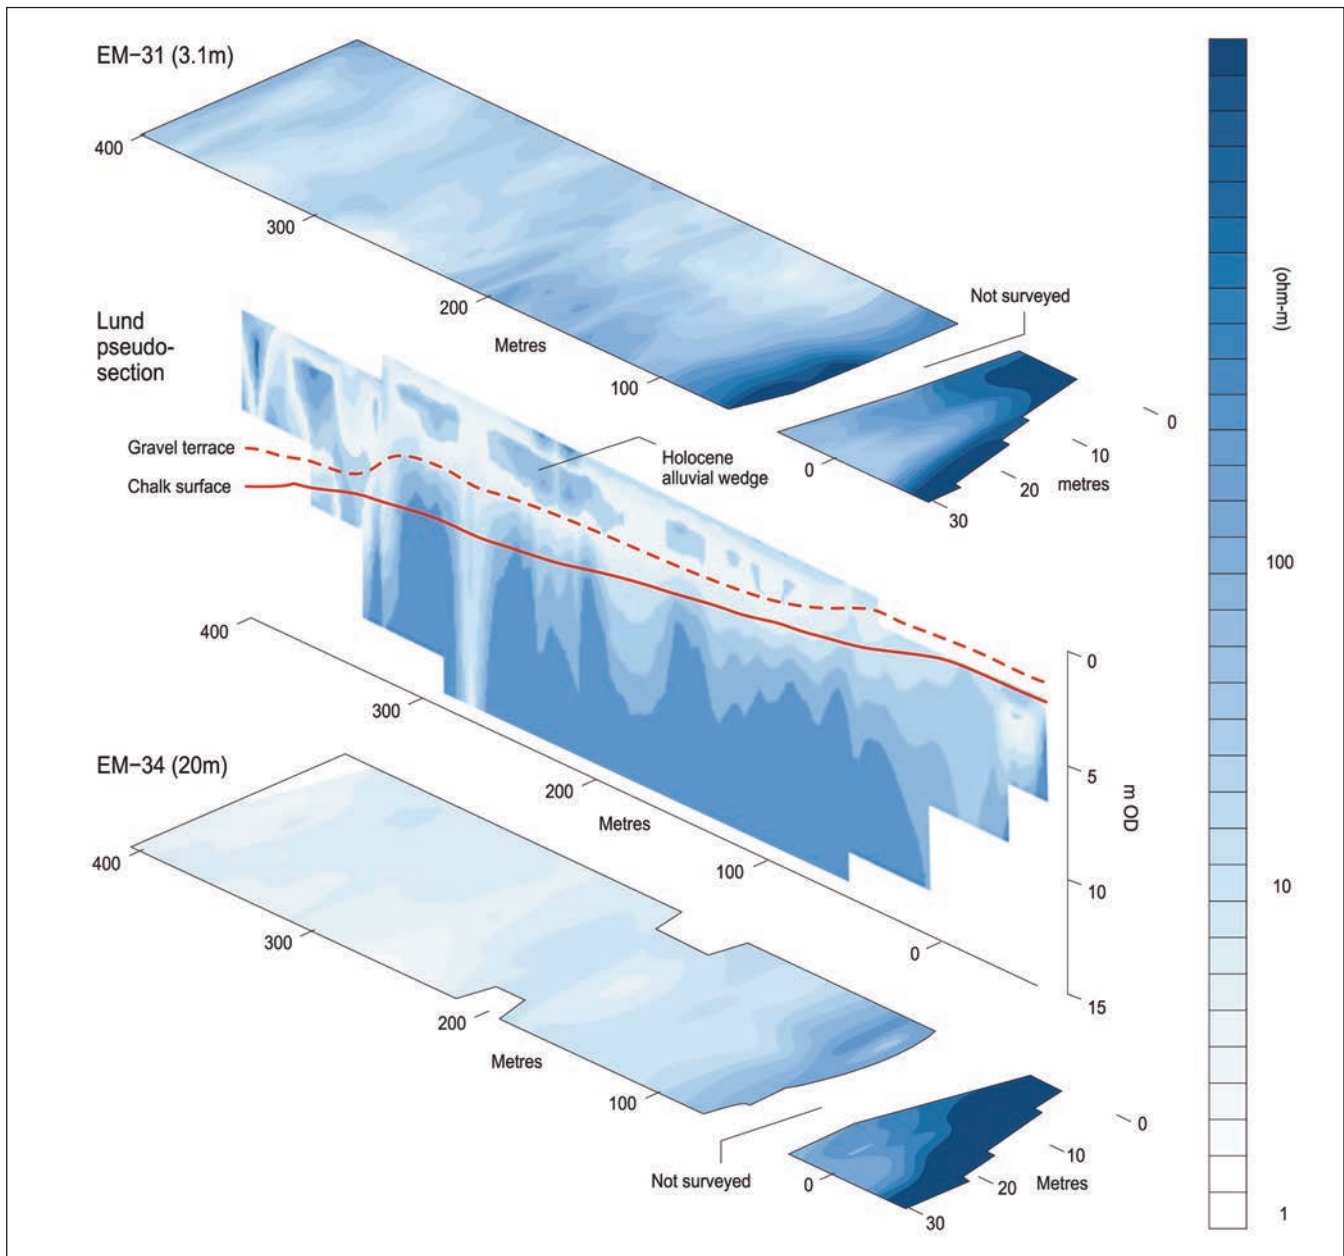 EM–31 (3.1m)
400
300
200
Metres
100
Not surveyed
0
10
20
metres
30
0
(ohm-m)
100
10
1
Lund
pseudo-
section
Gravel terrace
Chalk surface
Holocene
alluvial wedge
400
300
200
Metres
100
0
0
5
10
15
m OD
EM–34 (20m)
400
300
200
Metres
100
Not surveyed
0
10
20
Metres
30
0